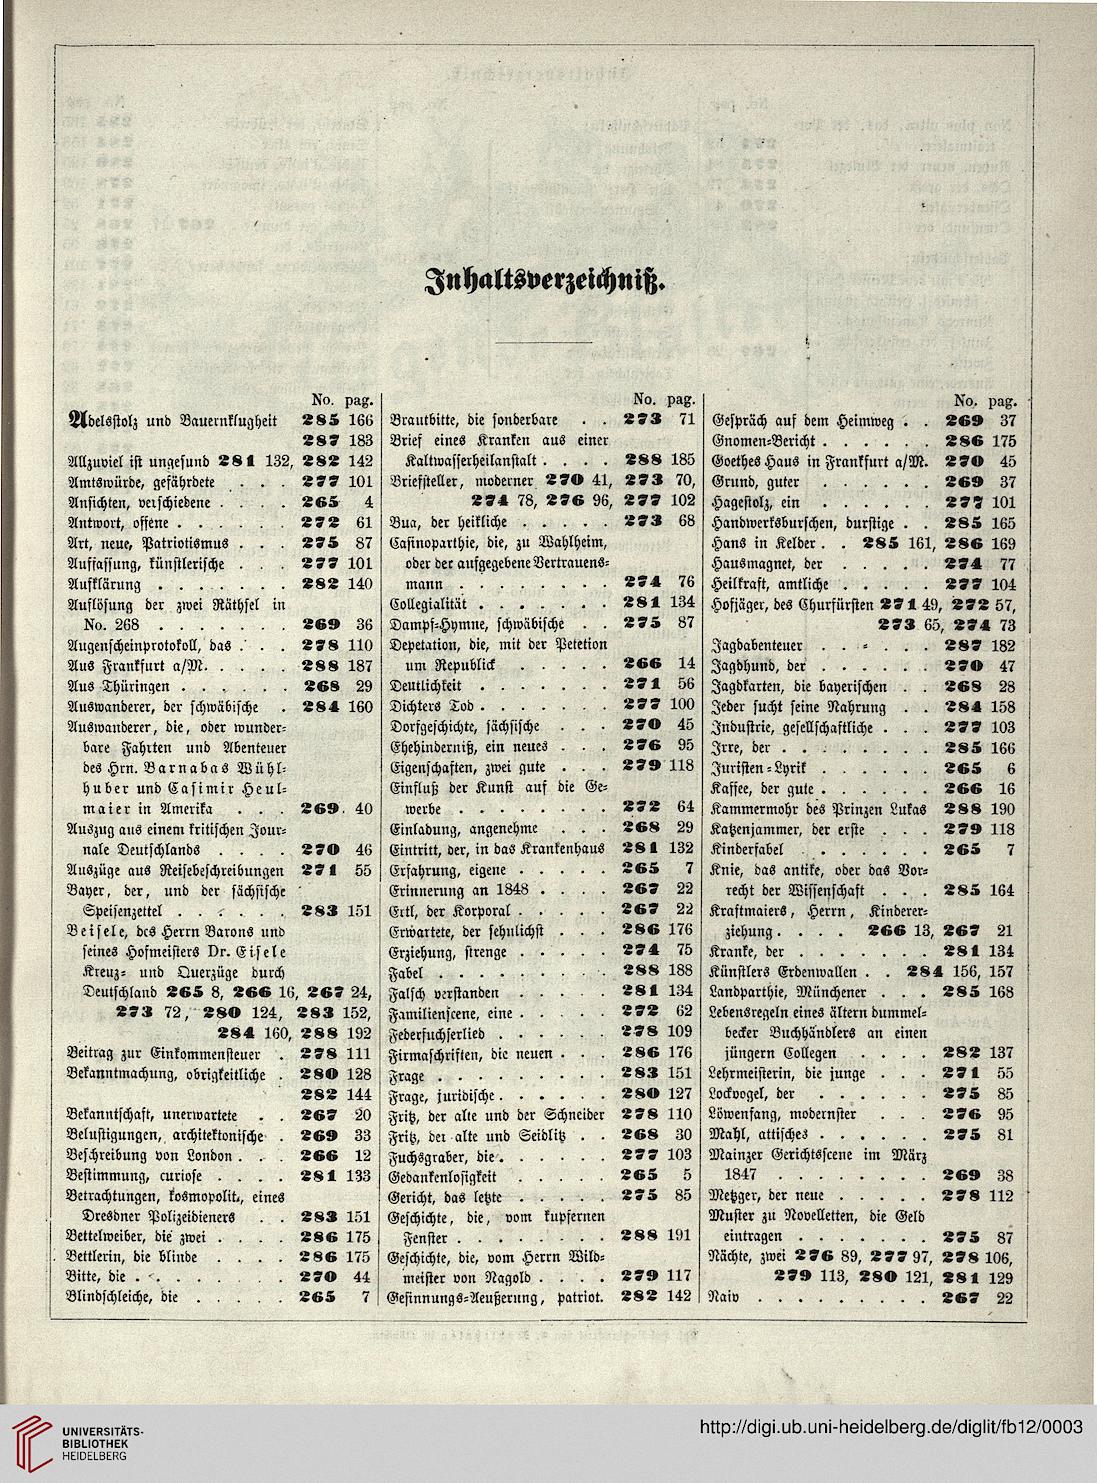 Inhaltsverzeichniß.
No. pag.
Adelsstolz und Bauernklugheit 285 166
287 183
Allzuviel ist ungesund 281 132, 282 142
Amtswürde, gefährdete . . . 277 101
Ansichten, verschiedene . . . . . 265 4
Antwort, offene . . . . . . 272 61
Art, neue, Patriotismus . . . 275 87
Auffassung, künstlerische . . . 277 101
Aufklärung . . . . . . . 282 140
Auflösung der zwei Räthsel in
No. 268 . . . . . . . 269 36
Augenscheinprotokoll, das . . . 278 110
Aus Frankfurt a/M. . . . . 288 187
Aus Thüringen . . . . . . 268 29
Auswanderer, der schwäbische . 284 160
Auswanderer, die, oder wunder-
bare Fahrten und Abenteuer
des Hrn. Barnabas Wühl-
huber und Casimir Heul-
maier in Amerika . . . 269 40
Auszug aus einem kritischen Jour-
nale Deutschlands . . . . 270 46
Auszüge aus Reisebeschreibungen 271 55
Bayer, der, und der sächsische
Speisenzettel . . . . . . 283 151
Beisele, des Herrn Barons und
seines Hofmeisters Dr. Eisele
Kreuz- und Querzüge durch
Deutschland 265 8, 266 16, 267 24,
273 72, 280 124, 283 152,
284 160, 288 192
Beitrag zur Einkommensteuer . 278 111
Bekanntmachung, obrigkeitliche . 280 128
282 144
Bekanntschaft, unerwartete . . 267 20
Belustigungen, architektonische . 269 33
Beschreibung von London . . . 266 12
Bestimmung, curiose . . . . 281 133
Betrachtungen, kosmopolit., eines
Dresdner Polizeidieners . . 283 151
Bettelweiber, die zwei . . . . 286 175
Bettlerin, die blinde . . . . 286 175
Bitte, die . . . . . . . . 270 44
Blindschleiche, die . . . . . 265 7
No. pag.
Brautbitte, die sonderbare . . 273 71
Brief eines Kranken aus einer
Kaltwasserheilanstalt . . . . 288 185
Briefsteller, moderner 270 41, 273 70,
274 78, 276 96, 277 102
Bua, der heikliche . . . . . 273 68
Casinoparthie, die, zu Wahlheim,
oder der aufgegebene Vertrauens-
mann . . . . . . . . 274 76
Collegialität . . . . . . . 281 134
Dampf-Hymne, schwäbische . . 275 87
Depetation, die, mit der Petetion
um Republick . . . . . 266 14
Deutlichkeit . . . . . . . 271 56
Dichters Tod . . . . . . . 277 100
Dorfgeschichte, sächsische . . . 270 45
Ehehinderniß, ein neues . . . 276 95
Eigenschaften, zwei gute . . . 279 118
Einfluß der Kunst auf die Ge-
werbe . . . . . . . . 272 64
Einladung, angenehme . . . 268 29
Eintritt, der, in das Krankenhaus 281 132
Erfahrung, eigene . . . . . 265 7
Erinnerung an 1848 . . . . 267 22
Ertl, der Korporal . . . . . 267 22
Erwartete, der sehnlichst . . . 286 176
Erziehung, strenge . . . . . 274 75
Fabel . . . . . . . . . 288 188
Falsch verstanden . . . . . 281 134
Familienscene, eine . . . . . 272 62
Federfuchserlied . . . . . . 278 109
Firmaschriften, die neuen . . . 286 176
Frage . . . . . . . . . 283 151
Frage, juridische . . . . . . 280 127
Fritz, der alte und der Schneider 278 110
Fritz, der alte und Seidlitz . . 268 30
Fuchsgraber, die . . . . . . 277 103
Gedankenlosigkeit . . . . . 265 5
Gericht, das letzte . . . . . 275 85
Geschichte, die, vom kupfernen
Fenster . . . . . . . . 288 191
Geschichte, die, vom Herrn Wild-
meister von Nagold . . . . 279 117
Gesinnungs-Aeußerung, patriot. 282 142
No. pag.
Gespräch auf dem Heimweg . . 269 37
Gnomen-Bericht . . . . . . 286 175
Goethes Haus in Frankfurt a/M. 270 45
Grund, guter . . . . . . 269 37
Hagestolz, ein . . . . . . 277 101
Handwerksburschen, durstige . . 285 165
Hans in Kelder . . 285 161, 286 169
Hausmagnet, der . . . . . 274 77
Heilkraft, amtliche . . . . . 277 104
Hofjäger, des Churfürsten 271 49, 272 57,
273 65, 274 73
Jagdabenteuer . . . . . . 287 182
Jagdhund, der . . . . . . 270 47
Jagdkarten, die bayerischen . . 268 28
Jeder sucht seine Nahrung . . 284 158
Industrie, gesellschaftliche . . . 277 103
Irre, der . . . . . . . . 285 166
Juristen-Lyrik . . . . . . 265 6
Kaffee, der gute . . . . . . 266 16
Kammermohr des Prinzen Lukas 288 190
Katzenjammer, der erste . . . 279 118
Kinderfabel . . . . . . . 265 7
Knie, das antike, oder das Vor-
recht der Wissenschaft . . . 285 164
Kraftmaiers, Herrn, Kinderer-
ziehung . . . . 266 13, 267 21
Kranke, der . . . . . . . 281 134
Künstlers Erdenwallen . . 284 156, 157
Landparthie, Münchener . . . 285 168
Lebensregeln eines ältern dummel-
becker Buchhändlers an einen
jüngern Collegen . . . . 282 137
Lehrmeisterin, die junge . . . 271 55
Lockvogel, der . . . . . . 275 85
Löwenfang, modernster . . . 276 95
Mahl, attisches . . . . . . 275 81
Mainzer Gerichtsscene im März
1847 . . . . . . . . 269 38
Metzger, der neue . . . . . 278 112
Muster zu Novelletten, die Geld
eintragen . . . . . . . 275 87
Nächte, zwei 276 89, 277 97, 278 106,
279 113, 280 121, 281 129
Naiv . . . . . . . . . 267 22
UNIVERSITÄTS-
BIBLIOTHEK
HEIDELBERG
http://digi.ub.uni-heidelberg.de/diglit/fb12/0003